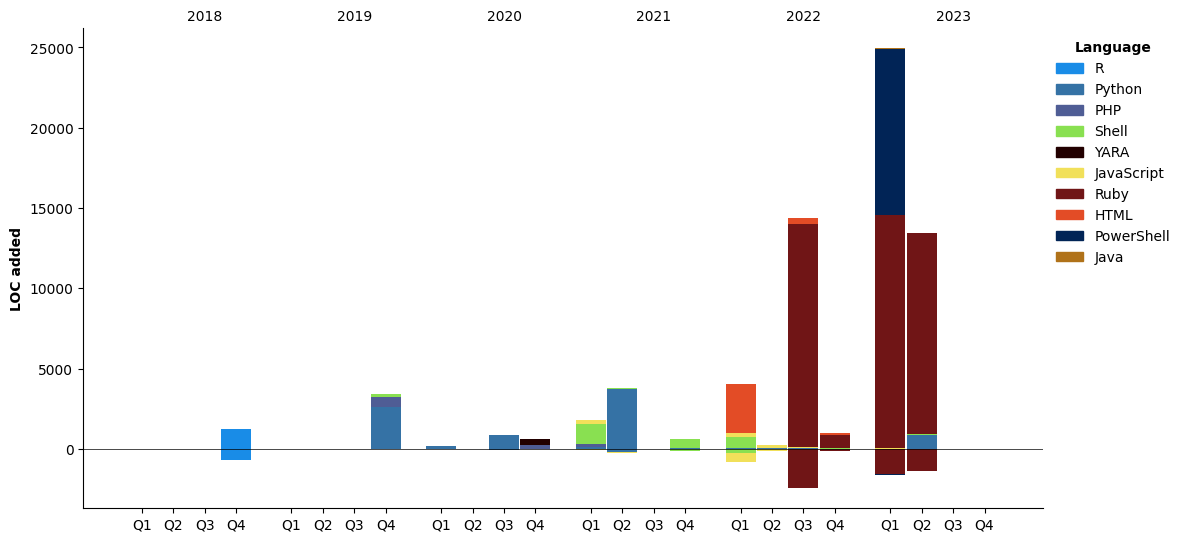 2018 2019 2020 2021 2022 2023
LOC added
25000
20000
15000
10000
5000
0
Q1 Q2 Q3 Q4 Q1 Q2 Q3 Q4 Q1 Q2 Q3 Q4 Q1 Q2 Q3 Q4 Q1 Q2 Q3 Q4 Q1 Q2 Q3 Q4
Language
R
Python
PHP
Shell
YARA
JavaScript
Ruby
HTML
PowerShell
Java